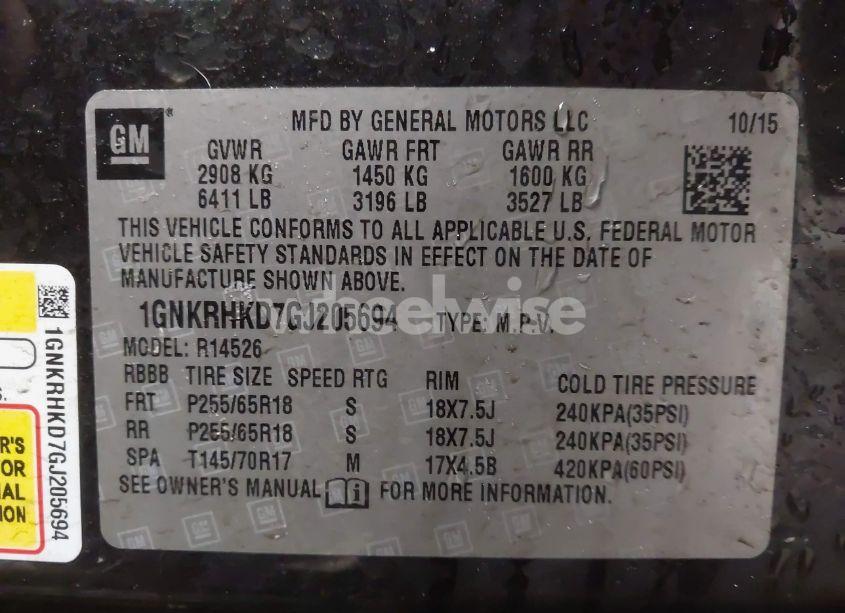 GM
MFD BY GENERAL MOTORS LLC 10/15
GVWR GAWR FRT GAWR RR
2908 KG 1450 KG 1600 KG
6411 LB 3196 LB 3527 LB
THIS VEHICLE CONFORMS TO ALL APPLICABLE U.S. FEDERAL MOTOR
VEHICLE SAFETY STANDARDS IN EFFECT ON THE DATE OF
MANUFACTURE SHOWN ABOVE.
1GNKRHKD7GJ205694 TYPE: M.P.V.
wheelwise
MODEL: R14526
RBBB TIRE SIZE SPEED RTG RIM COLD TIRE PRESSURE
FRT P255/65R18 S 18X7.5J 240KPA(35PSI)
RR P255/65R18 S 18X7.5J 240KPA(35PSI)
SPA T145/70R17 M 17X4.5B 420KPA(60PSI)
SEE OWNER'S MANUAL FOR MORE INFORMATION.
1GNKRHKD7GJ205694
S.
R'S
OR
IAL
ION